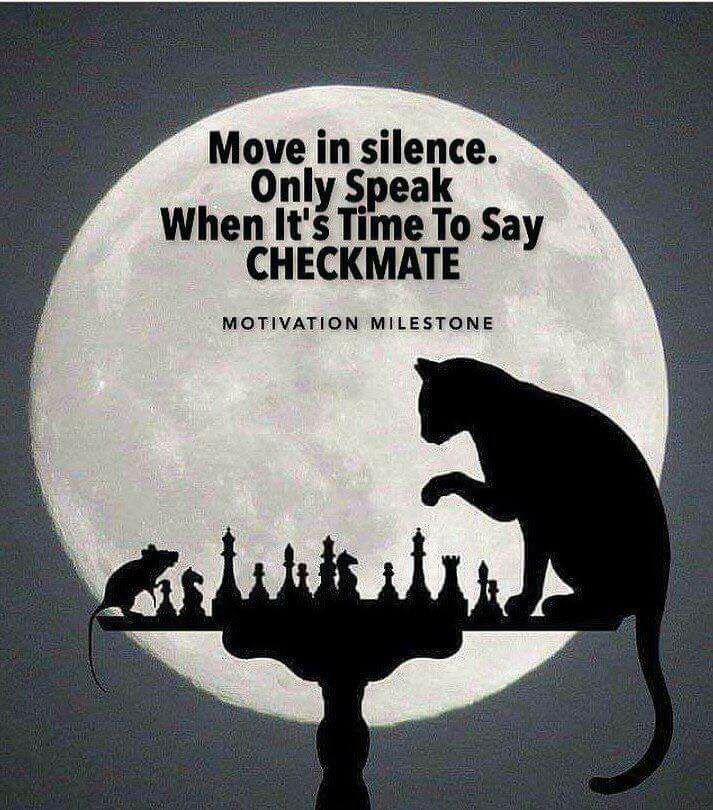 Move in silence.
Only Speak
When It's Time To Say
CHECKMATE
MOTIVATION MILESTONE